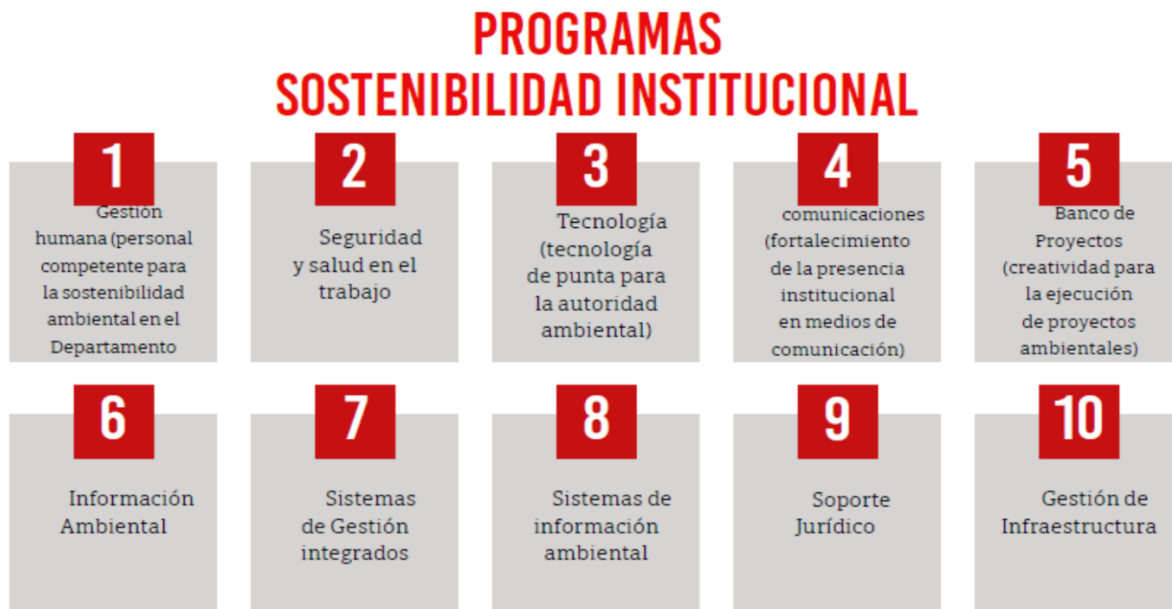 PROGRAMAS
SOSTENIBILIDAD INSTITUCIONAL
1
Gestión
humana (personal
competente para
la sostenibilidad
ambiental en el
Departamento
2
Seguridad
y salud en el
trabajo
3
Tecnología
(tecnología
de punta para
la autoridad
ambiental)
4
comunicaciones
(fortalecimiento
de la presencia
institucional
en medios de
comunicación)
5
Banco de
Proyectos
(creatividad para
la ejecución
de proyectos
ambientales)
6
Información
Ambiental
7
Sistemas
de Gestión
integrados
8
Sistemas de
información
ambiental
9
Soporte
Jurídico
10
Gestión de
Infraestructura